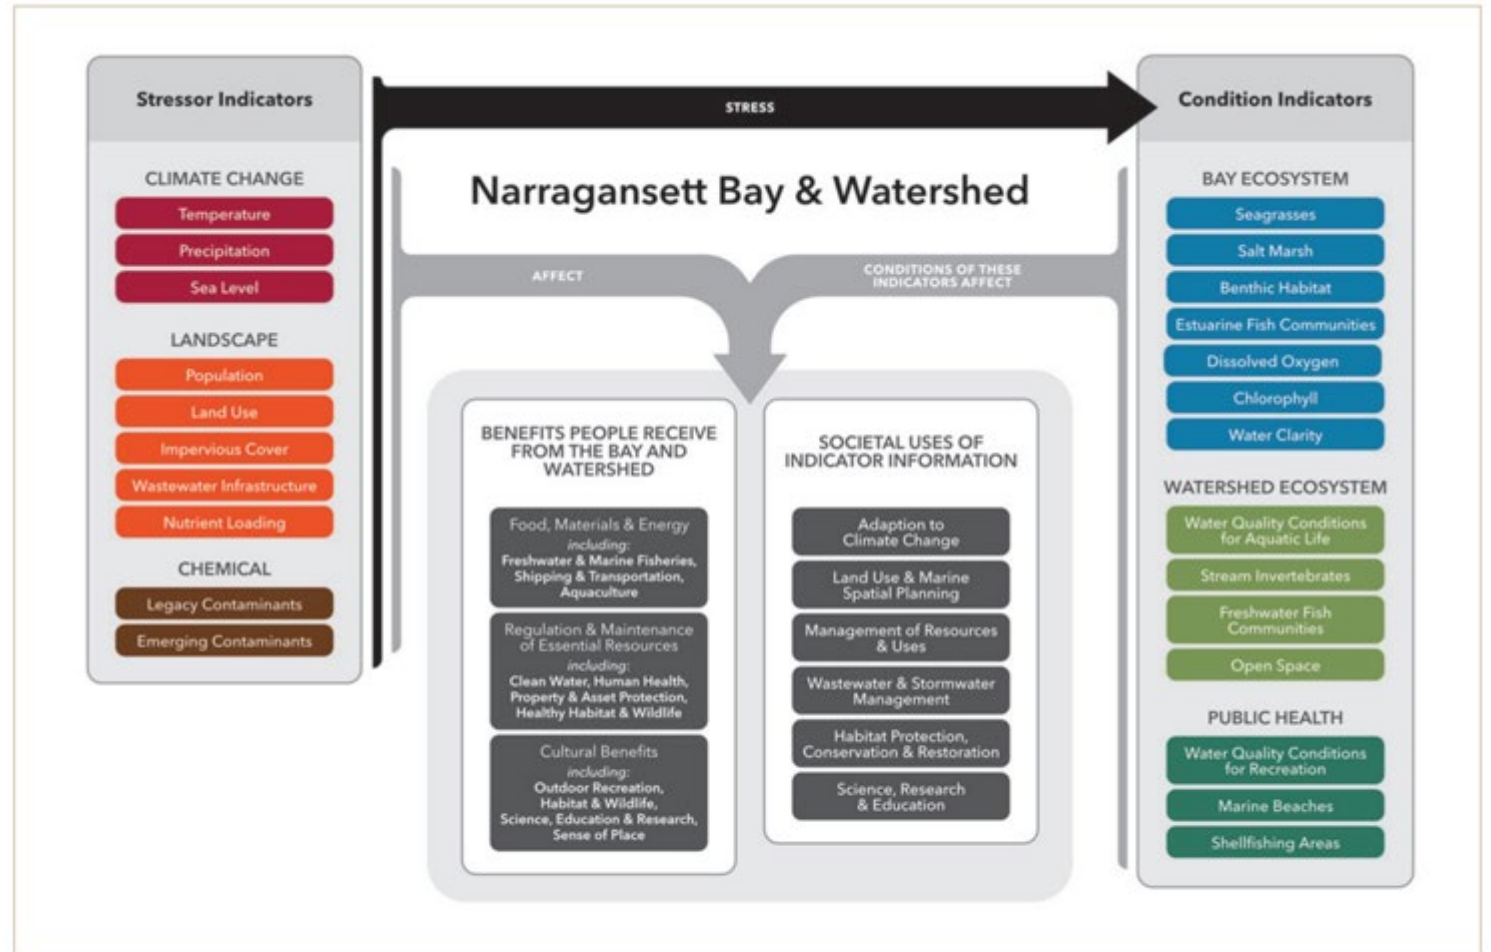 Stressor Indicators
CLIMATE CHANGE
Temperature
Precipitation
Sea Level
LANDSCAPE
Population
Land Use
Impervious Cover
Wastewater Infrastructure
Nutrient Loading
CHEMICAL
Legacy Contaminants
Emerging Contaminants
STRESS
Narragansett Bay & Watershed
AFFECT
CONDITIONS OF THESE
INDICATORS AFFECT
BENEFITS PEOPLE RECEIVE
FROM THE BAY AND
WATERSHED
Food, Materials & Energy
including:
Freshwater & Marine Fisheries,
Shipping & Transportation,
Aquaculture
Regulation & Maintenance
of Essential Resources
including:
Clean Water, Human Health,
Property & Asset Protection,
Healthy Habitat & Wildlife
Cultural Benefits
including:
Outdoor Recreation,
Habitat & Wildlife,
Science, Education & Research,
Sense of Place
SOCIETAL USES OF
INDICATOR INFORMATION
Adaption to
Climate Change
Land Use & Marine
Spatial Planning
Management of Resources
& Uses
Wastewater & Stormwater
Management
Habitat Protection,
Conservation & Restoration
Science, Research
& Education
Condition Indicators
BAY ECOSYSTEM
Seagrasses
Salt Marsh
Benthic Habitat
Estuarine Fish Communities
Dissolved Oxygen
Chlorophyll
Water Clarity
WATERSHED ECOSYSTEM
Water Quality Conditions
for Aquatic Life
Stream Invertebrates
Freshwater Fish
Communities
Open Space
PUBLIC HEALTH
Water Quality Conditions
for Recreation
Marine Beaches
Shellfishing Areas